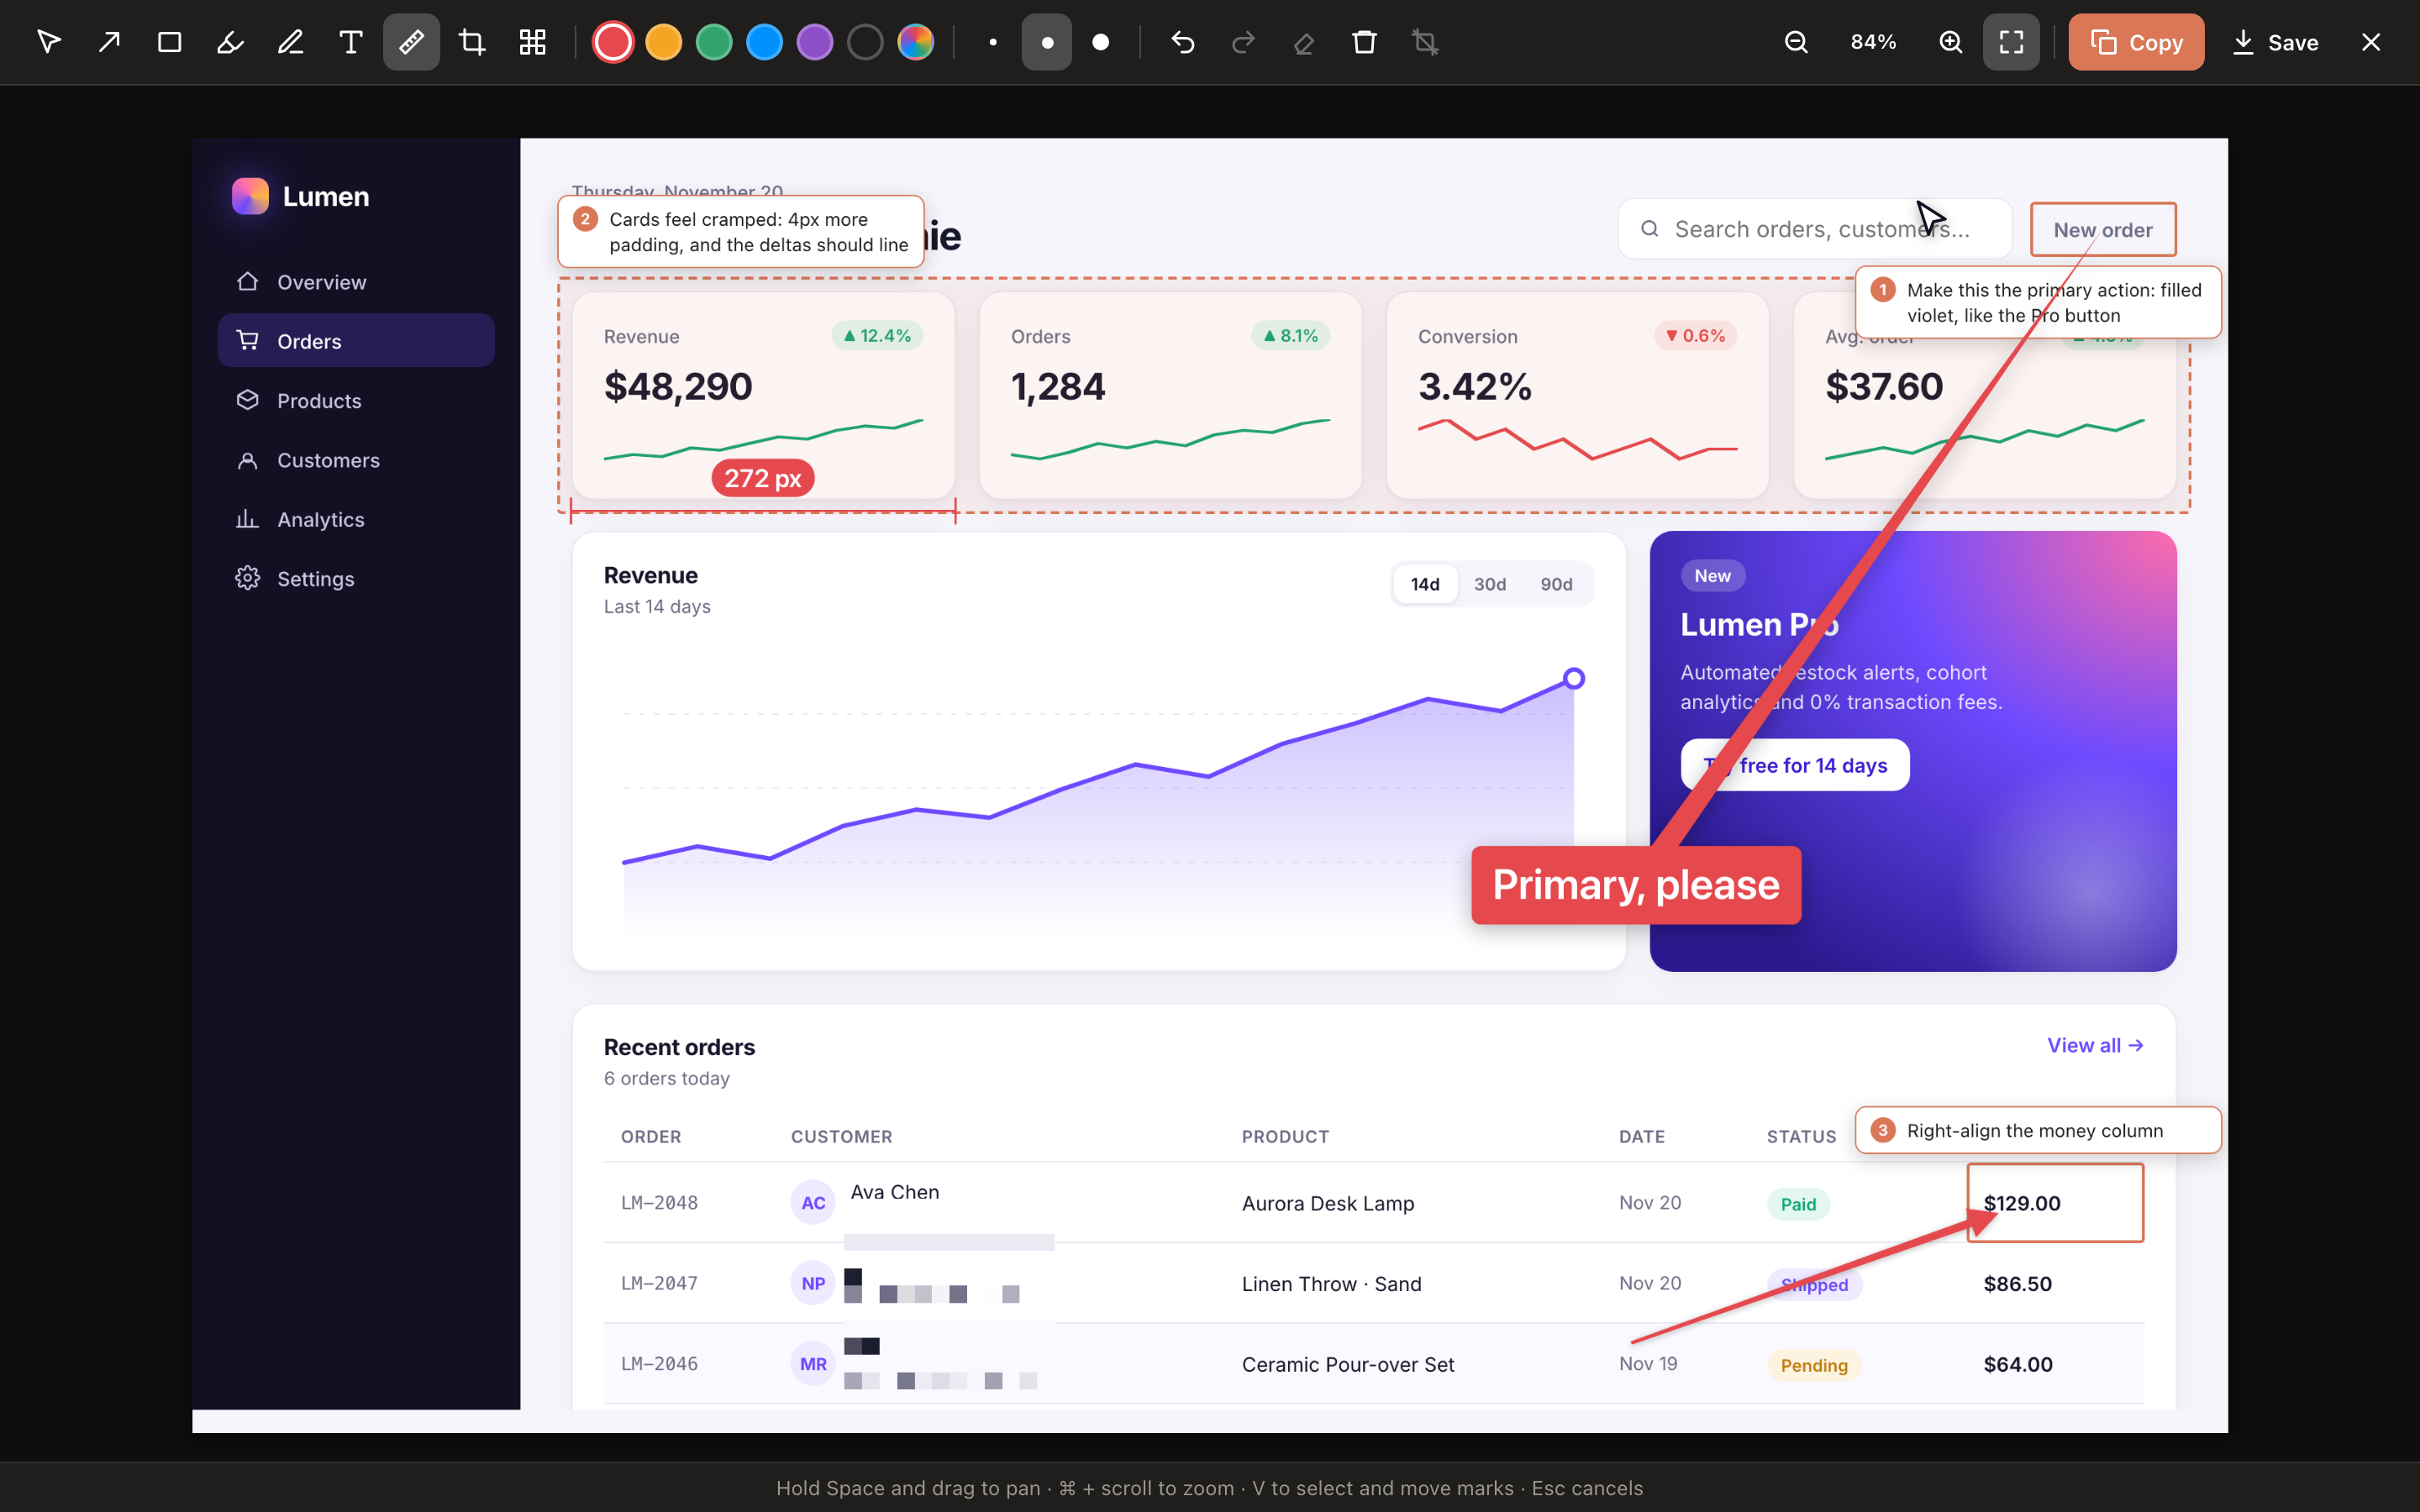 84%
Copy
Save
Lumen
Overview
Orders
Products
Customers
Analytics
Settings
Thursday, November 20
2 Cards feel cramped: 4px more
padding, and the deltas should line
Search orders, customers...
New order
1 Make this the primary action: filled
violet, like the Pro button
Revenue
▲ 12.4%
$48,290
272 px
Orders
▲ 8.1%
1,284
Conversion
▼ 0.6%
3.42%
Avg. order
$37.60
Revenue
Last 14 days
14d 30d 90d
New
Lumen Pro
Automated restock alerts, cohort
analytics and 0% transaction fees.
Try free for 14 days
Primary, please
Recent orders
6 orders today
View all →
3 Right-align the money column
ORDER CUSTOMER PRODUCT DATE STATUS
LM-2048 AC Ava Chen Aurora Desk Lamp Nov 20 Paid $129.00
LM-2047 NP Linen Throw · Sand Nov 20 Shipped $86.50
LM-2046 MR Ceramic Pour-over Set Nov 19 Pending $64.00
Hold Space and drag to pan · ⌘ + scroll to zoom · V to select and move marks · Esc cancels